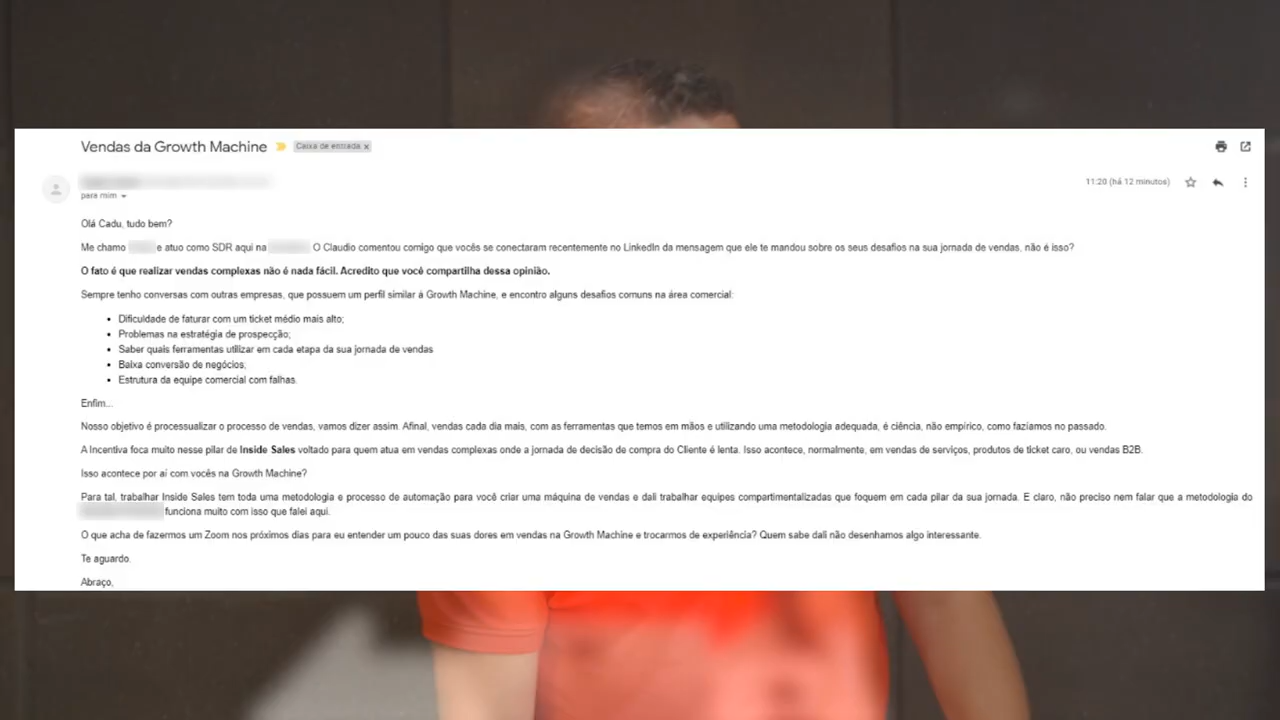 Vendas da Growth Machine
Caixa de entrada x
para mim
11:20 (há 12 minutos)
Olá Cadu, tudo bem?
Me chamo e atuo como SDR aqui na O Claudio comentou comigo que vocês se conectaram recentemente no LinkedIn da mensagem que ele te mandou sobre os seus desafios na sua jornada de vendas, não é isso?
O fato é que realizar vendas complexas não é nada fácil. Acredito que você compartilha dessa opinião.
Sempre tenho conversas com outras empresas, que possuem um perfil similar à Growth Machine, e encontro alguns desafios comuns na área comercial:
• Dificuldade de faturar com um ticket médio mais alto;
• Problemas na estratégia de prospecção;
• Saber quais ferramentas utilizar em cada etapa da sua jornada de vendas
• Baixa conversão de negócios;
• Estrutura da equipe comercial com falhas.
Enfim...
Nosso objetivo é processualizar o processo de vendas, vamos dizer assim. Afinal, vendas cada dia mais, com as ferramentas que temos em mãos e utilizando uma metodologia adequada, é ciência, não empírico, como fazíamos no passado.
A Incentiva foca muito nesse pilar de Inside Sales voltado para quem atua em vendas complexas onde a jornada de decisão de compra do Cliente é lenta. Isso acontece, normalmente, em vendas de serviços, produtos de ticket caro, ou vendas B2B.
Isso acontece por aí com vocês na Growth Machine?
Para tal, trabalhar Inside Sales tem toda uma metodologia e processo de automação para você criar uma máquina de vendas e dali trabalhar equipes compartimentalizadas que foquem em cada pilar da sua jornada. E claro, não preciso nem falar que a metodologia do
funciona muito com isso que falei aqui.
O que acha de fazermos um Zoom nos próximos dias para eu entender um pouco das suas dores em vendas na Growth Machine e trocarmos de experiência? Quem sabe dali não desenhamos algo interessante.
Te aguardo.
Abraço,